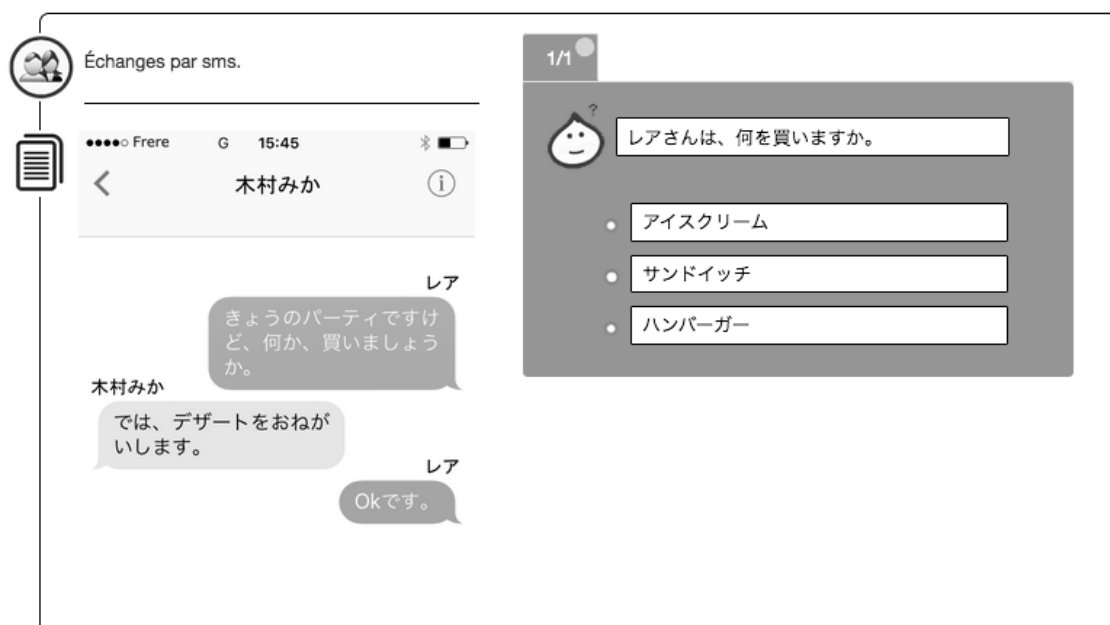 Échanges par sms.
Frere G 15:45
木村みか
レア
きょうのパーティですけ
ど、何か、買いましょう
か。
木村みか
では、デザートをおねが
いします。
レア
Okです。
1/1
?
レアさんは、何を買いますか。
アイスクリーム
サンドイッチ
ハンバーガー